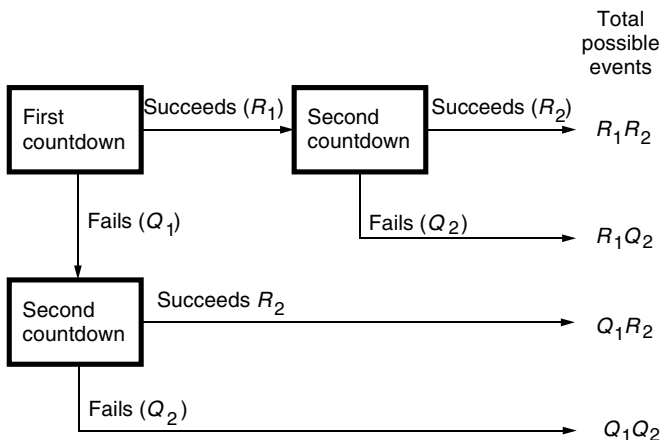 Total
possible
events
First
countdown
Succeeds (R₁)
Second
countdown
Succeeds (R₂)
R₁R₂
Fails (Q₁)
Fails (Q₂)
R₁Q₂
Second
countdown
Succeeds R₂
Q₁R₂
Fails (Q₂)
Q₁Q₂